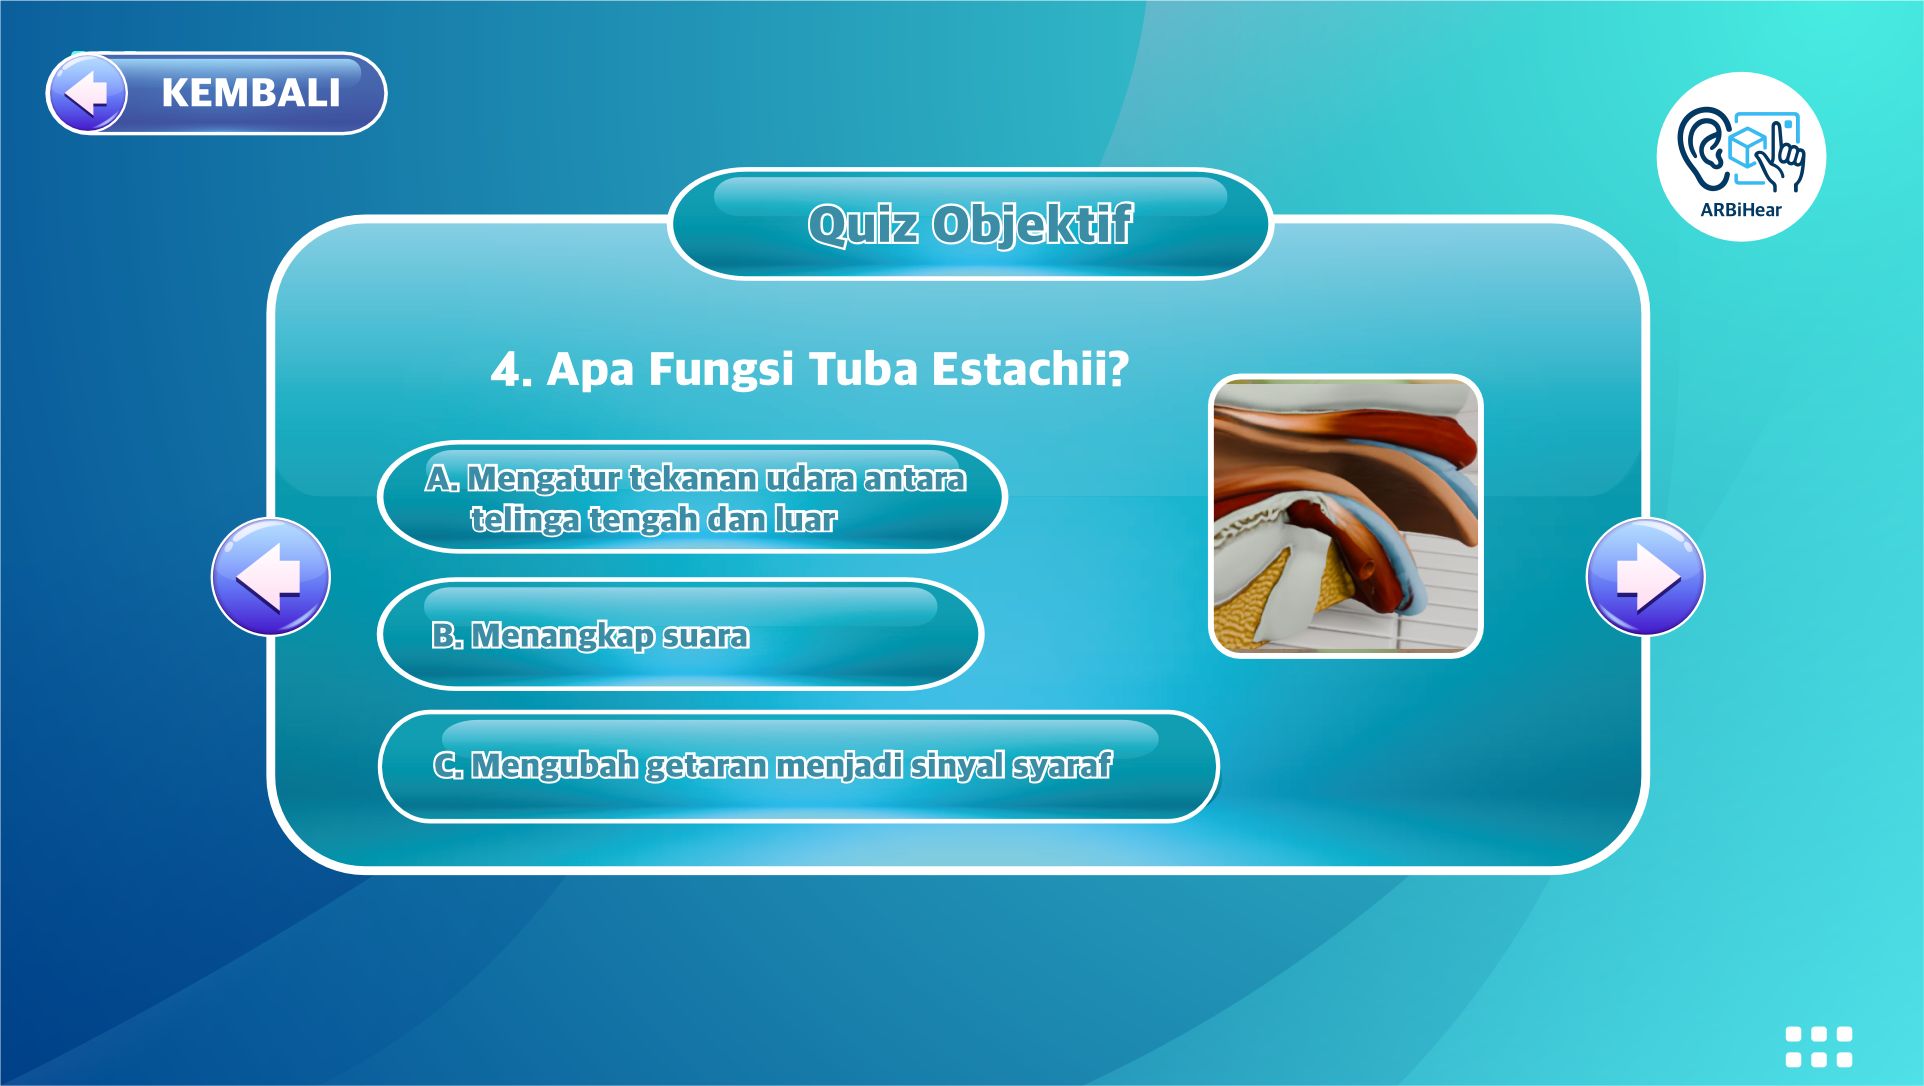 KEMBALI
ARBiHear
Quiz Objektif
4. Apa Fungsi Tuba Estachii?
A. Mengatur tekanan udara antara
telinga tengah dan luar
B. Menangkap suara
C. Mengubah getaran menjadi sinyal syaraf